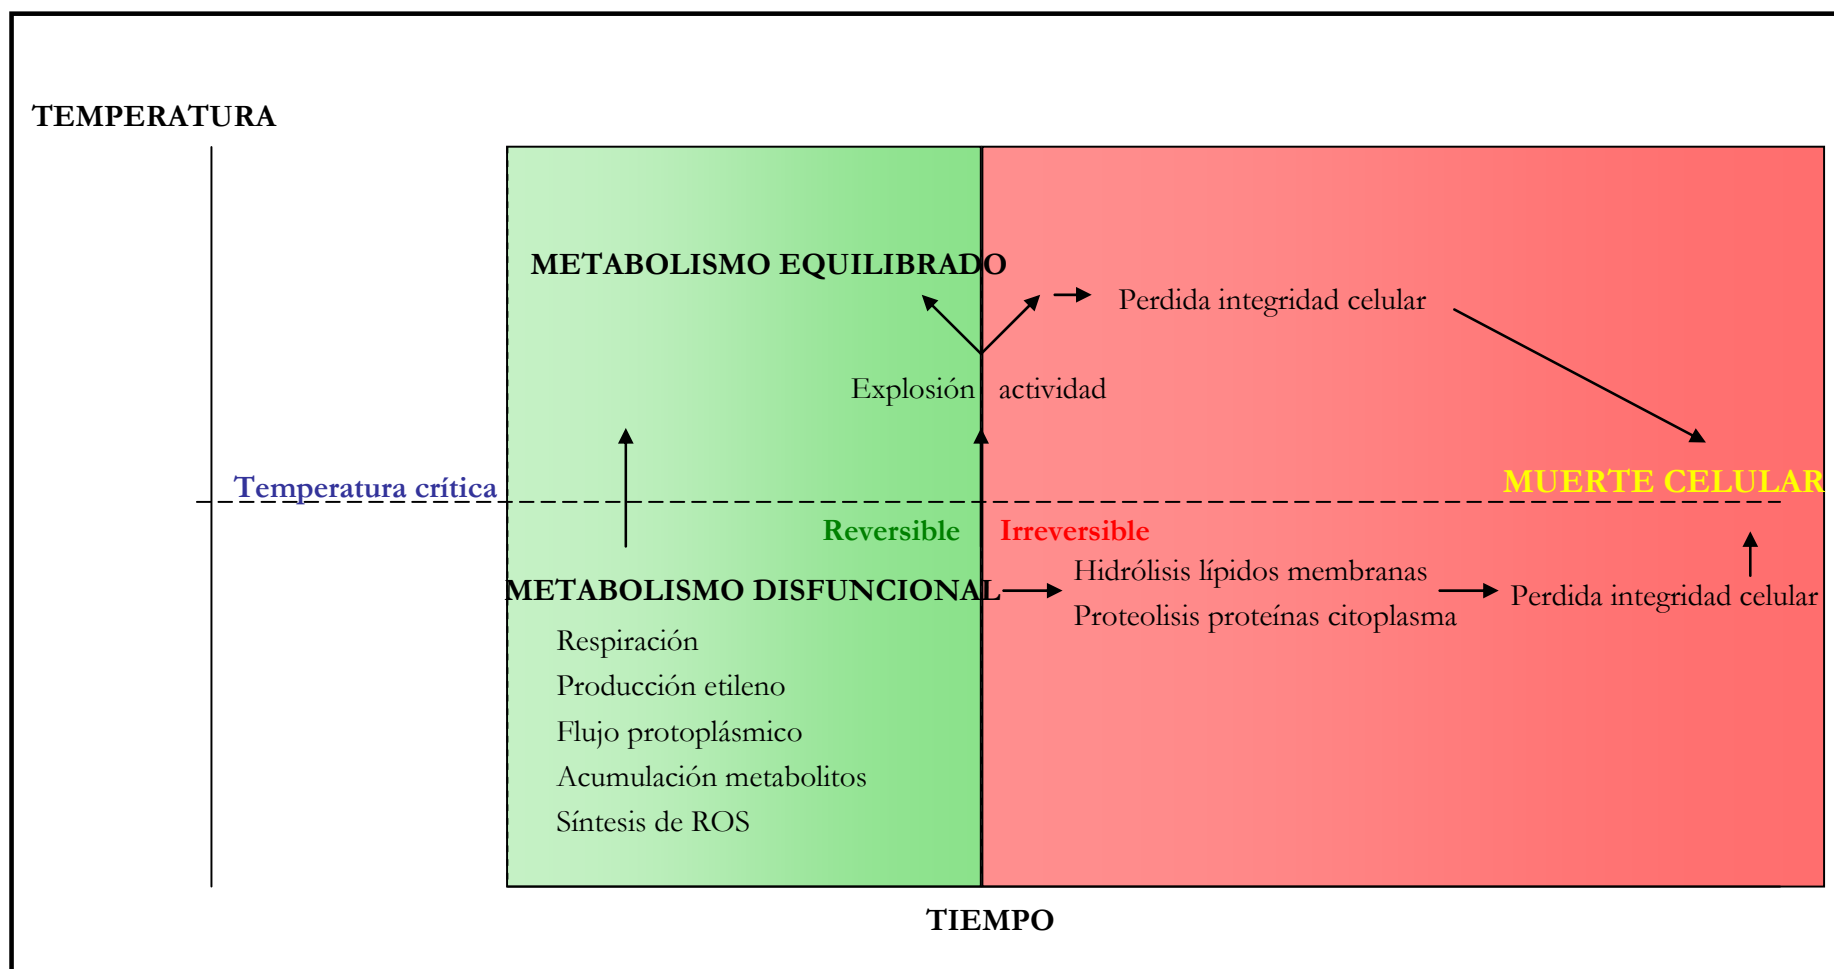 TEMPERATURA
METABOLISMO EQUILIBRADO
Perdida integridad celular
Explosión actividad
Temperatura crítica
MUERTE CELULAR
Reversible
Irreversible
METABOLISMO DISFUNCIONAL
Hidrólisis lípidos membranas
Proteolisis proteínas citoplasma
Perdida integridad celular
Respiración
Producción etileno
Flujo protoplásmico
Acumulación metabolitos
Síntesis de ROS
TIEMPO